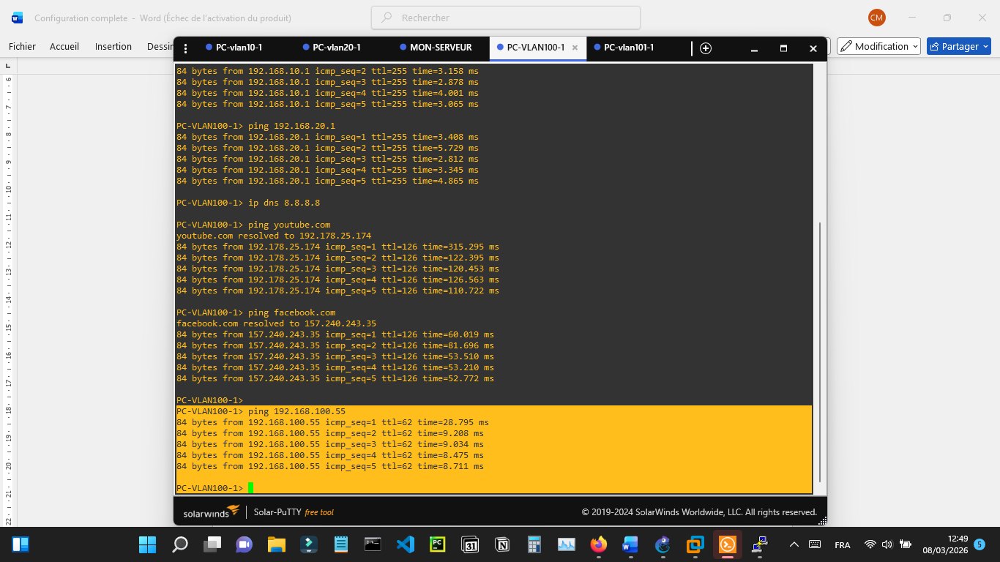 Configuration complete - Word (Échec de l'activation du produit)
Rechercher
CM
Fichier
Accueil
Insertion
Dessin
Modification
Partager
PC-vlan10-1
PC-vlan20-1
MON-SERVEUR
PC-VLAN100-1
PC-vlan101-1
84 bytes from 192.168.10.1 icmp_seq=2 ttl=255 time=3.158 ms
84 bytes from 192.168.10.1 icmp_seq=3 ttl=255 time=2.878 ms
84 bytes from 192.168.10.1 icmp_seq=4 ttl=255 time=4.001 ms
84 bytes from 192.168.10.1 icmp_seq=5 ttl=255 time=3.065 ms
PC-VLAN100-1> ping 192.168.20.1
84 bytes from 192.168.20.1 icmp_seq=1 ttl=255 time=3.408 ms
84 bytes from 192.168.20.1 icmp_seq=2 ttl=255 time=5.729 ms
84 bytes from 192.168.20.1 icmp_seq=3 ttl=255 time=2.812 ms
84 bytes from 192.168.20.1 icmp_seq=4 ttl=255 time=3.345 ms
84 bytes from 192.168.20.1 icmp_seq=5 ttl=255 time=4.865 ms
PC-VLAN100-1> ip dns 8.8.8.8
PC-VLAN100-1> ping youtube.com
youtube.com resolved to 192.178.25.174
84 bytes from 192.178.25.174 icmp_seq=1 ttl=126 time=315.295 ms
84 bytes from 192.178.25.174 icmp_seq=2 ttl=126 time=122.395 ms
84 bytes from 192.178.25.174 icmp_seq=3 ttl=126 time=120.453 ms
84 bytes from 192.178.25.174 icmp_seq=4 ttl=126 time=126.563 ms
84 bytes from 192.178.25.174 icmp_seq=5 ttl=126 time=110.722 ms
PC-VLAN100-1> ping facebook.com
facebook.com resolved to 157.240.243.35
84 bytes from 157.240.243.35 icmp_seq=1 ttl=126 time=60.019 ms
84 bytes from 157.240.243.35 icmp_seq=2 ttl=126 time=81.696 ms
84 bytes from 157.240.243.35 icmp_seq=3 ttl=126 time=53.510 ms
84 bytes from 157.240.243.35 icmp_seq=4 ttl=126 time=53.210 ms
84 bytes from 157.240.243.35 icmp_seq=5 ttl=126 time=52.772 ms
PC-VLAN100-1>
PC-VLAN100-1> ping 192.168.100.55
84 bytes from 192.168.100.55 icmp_seq=1 ttl=62 time=28.795 ms
84 bytes from 192.168.100.55 icmp_seq=2 ttl=62 time=9.208 ms
84 bytes from 192.168.100.55 icmp_seq=3 ttl=62 time=9.034 ms
84 bytes from 192.168.100.55 icmp_seq=4 ttl=62 time=8.475 ms
84 bytes from 192.168.100.55 icmp_seq=5 ttl=62 time=8.711 ms
PC-VLAN100-1>
solarwinds
Solar-PuTTY free tool
© 2019-2024 SolarWinds Worldwide, LLC. All rights reserved.
FRA
12:49
08/03/2026
5